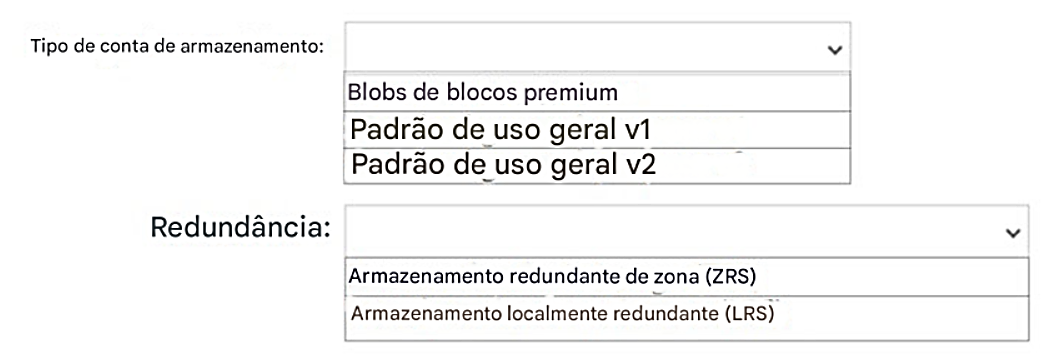 Tipo de conta de armazenamento:
Blobs de blocos premium
Padrão de uso geral v1
Padrão de uso geral v2
Redundância:
Armazenamento redundante de zona (ZRS)
Armazenamento localmente redundante (LRS)